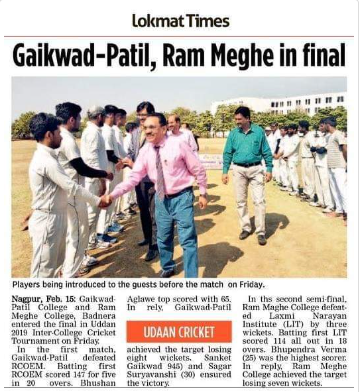 Lokmat Times
Gaikwad-Patil, Ram Meghe in final
Players being introduced to the guests before the match on Friday.
Nagpur, Feb. 15: Gaikwad-
Patil College and Ram
Meghe College, Badnera
entered the final in Uddan
2019 Inter-College Cricket
Tournament on Friday.
In the first match,
Gaikwad-Patil defeated
RCOEM. Batting first
RCOEM scored 147 for five
in 20 overs. Bhushan
Aglawe top scored with 65.
In rely, Gaikwad-Patil
UDAAN CRICKET
achieved the target losing
eight wickets, Sanket
Gaikwad 945) and Sagar
Suryavanshi (30) ensured
the victory.
In this second semi-final,
Ram Maghe College defeat-
ed Laxmi Narayan
Institute (LIT) by three
wickets. Batting first LIT
scored 114 all out in 18
overs. Bhupendra Verma
(25) was the highest scorer.
In reply, Ram Meghe
College achieved the target
losing seven wickets.